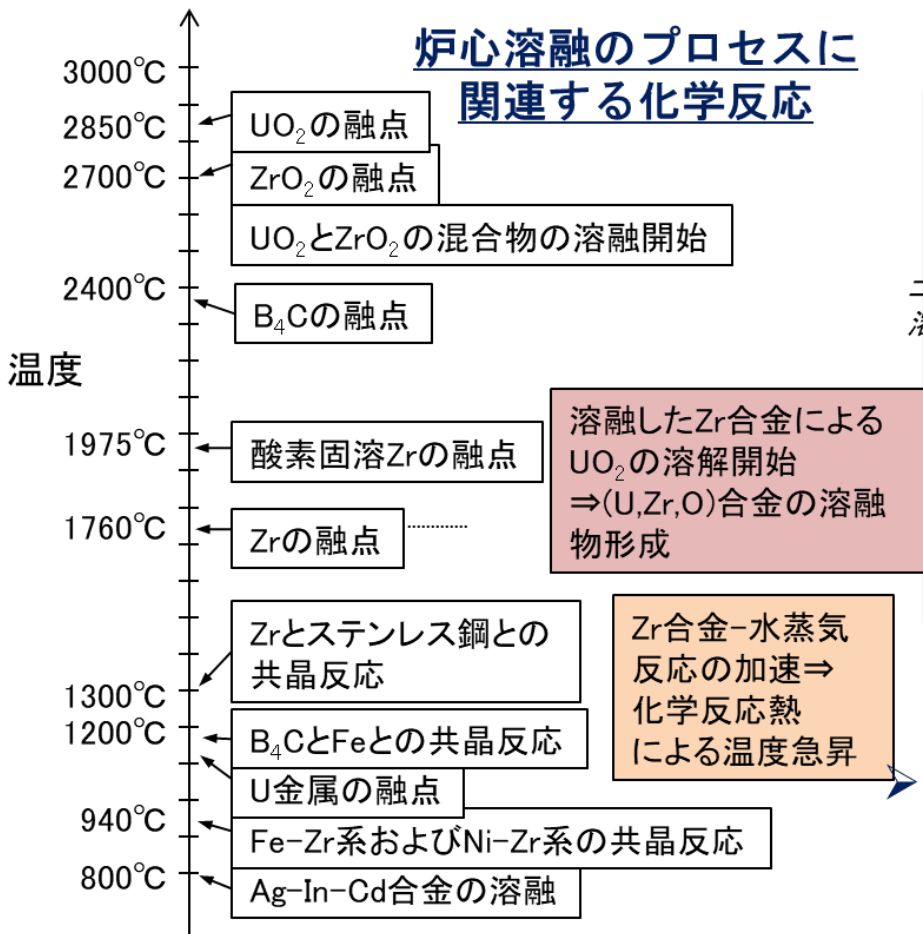 炉心溶融のプロセスに
関連する化学反応
3000℃
2850℃
UO₂の融点
2700℃
ZrO₂の融点
UO₂とZrO₂の混合物の溶融開始
2400℃
B₄Cの融点
温度
1975℃
酸素固溶Zrの融点
溶融したZr合金による
UO₂の溶解開始
⇒(U,Zr,O)合金の溶融
物形成
1760℃
Zrの融点
Zrとステンレス鋼との
共晶反応
Zr合金-水蒸気
反応の加速⇒
化学反応熱
による温度急昇
1300℃
1200℃
B₄CとFeとの共晶反応
U金属の融点
940℃
Fe-Zr系およびNi-Zr系の共晶反応
800℃
Ag-In-Cd合金の溶融